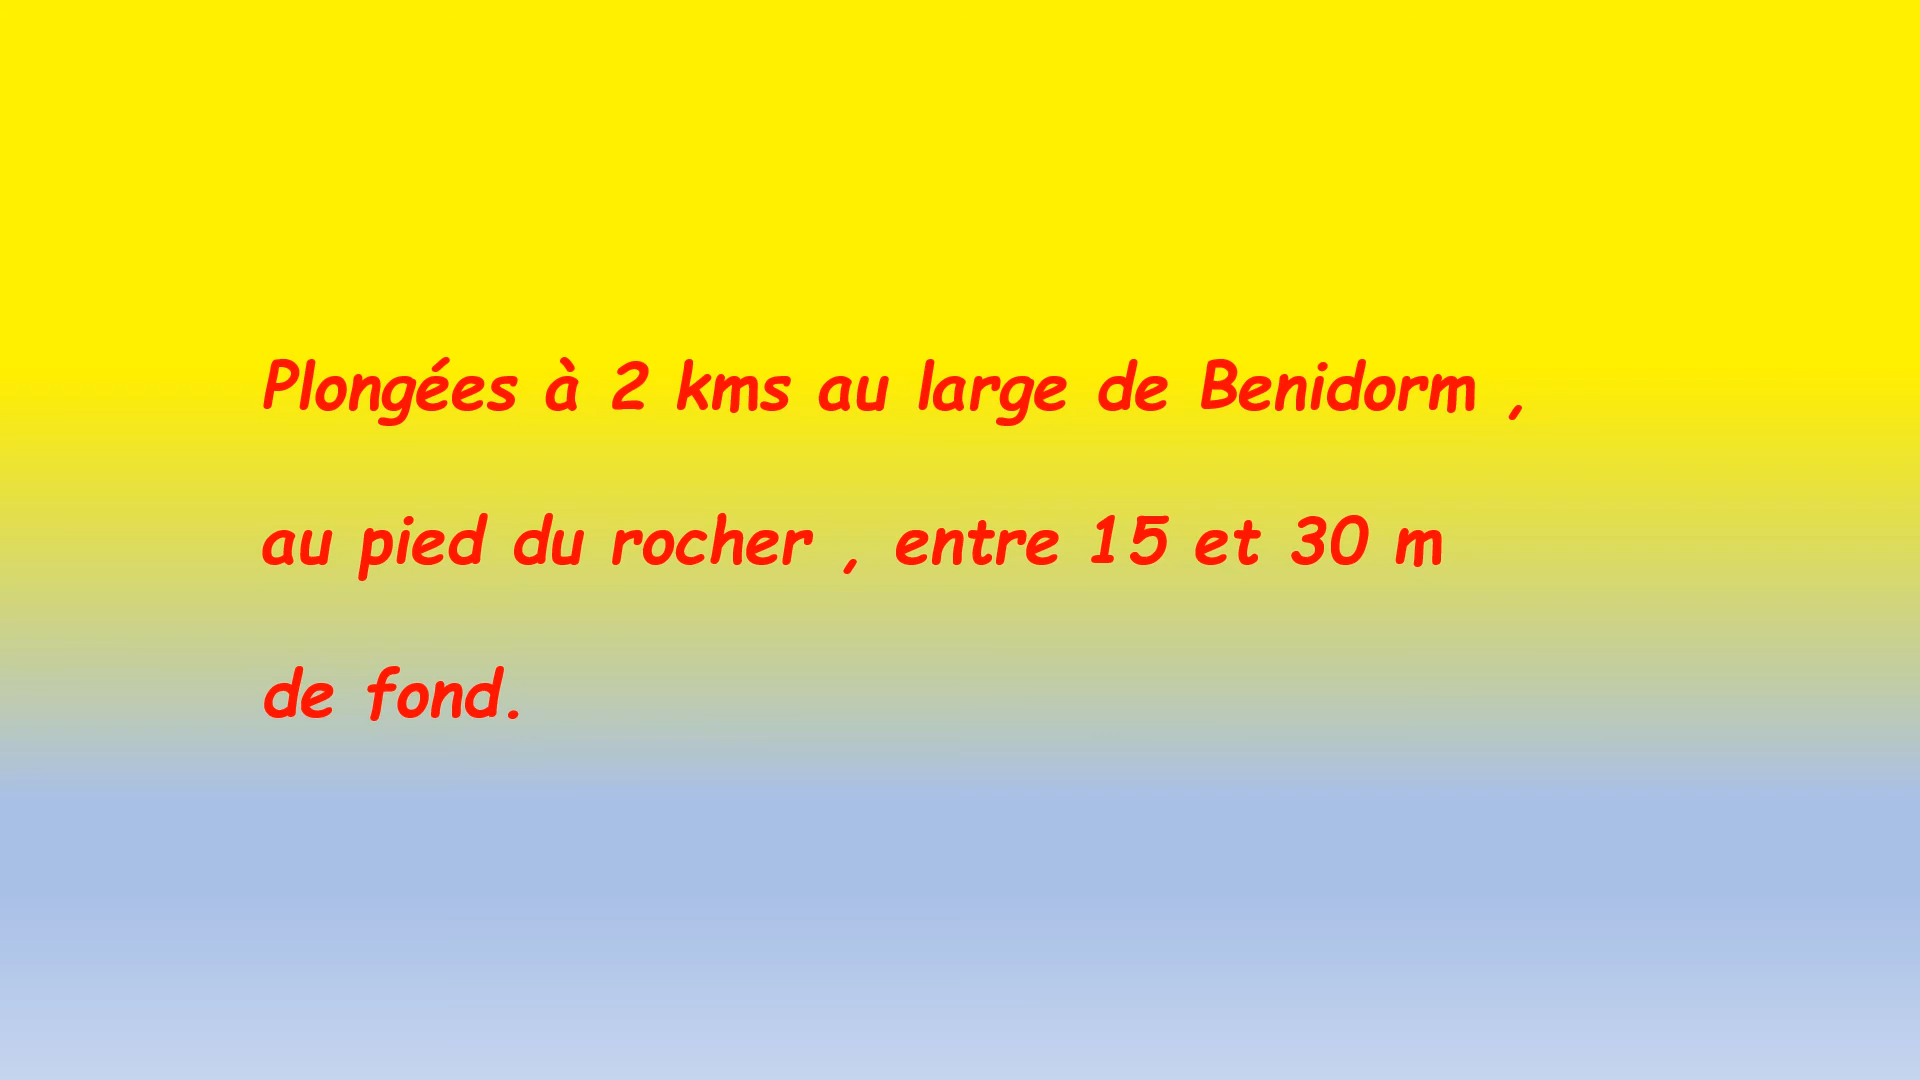 Plongées à 2 kms au large de Benidorm ,
au pied du rocher , entre 15 et 30 m
de fond.